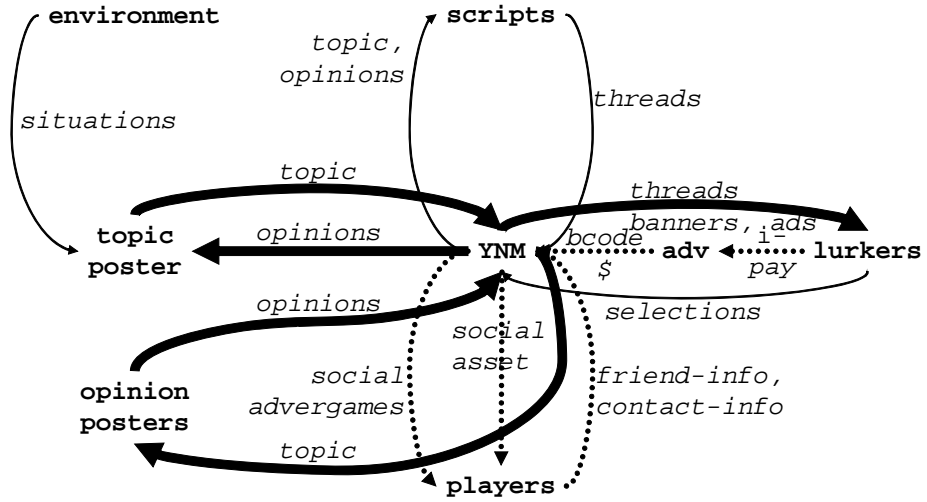 environment
scripts
topic,
opinions
threads
situations
topic
threads
banners, ads
topic
poster
opinions
YNM
bcode
$
adv
i-
pay
lurkers
opinions
selections
social
asset
opinion
posters
social
advergames
friend-info,
contact-info
topic
players